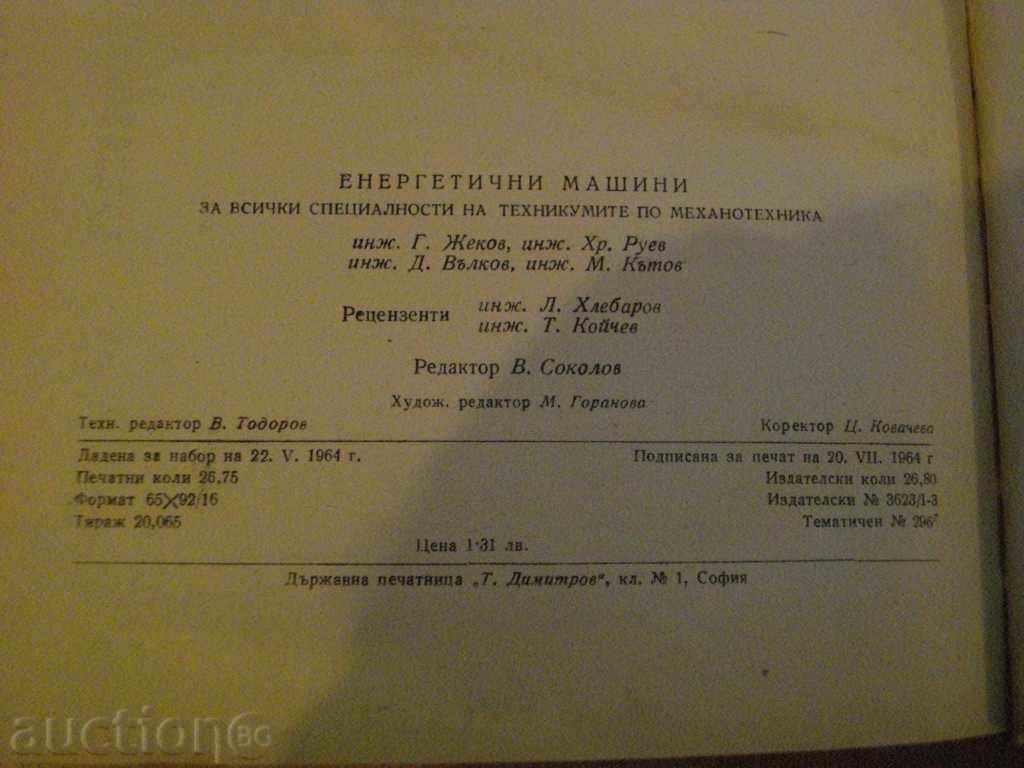 ЕНЕРГЕТИЧНИ МАШИНИ
ЗА ВСИЧКИ СПЕЦИАЛНОСТИ НА ТЕХНИКУМИТЕ ПО МЕХАНОТЕХНИКА
инж. Г. Жеков, инж. Хр. Руев
инж. Д. Вълков, инж. М. Кътов
Рецензенти инж. Л. Хлебаров
инж. Т. Койчев
Редактор В. Соколов
Худож. редактор М. Горанова
Техн. редактор В. Тодоров Коректор Ц. Ковачева
Дадена за набор на 22. V. 1964 г. Подписана за печат на 20. VII. 1964 г
Печатни коли 26,75 Издателски коли 26,80
Формат 65×92/16 Издателски № 3623/1-3
Тираж 20,065 Тематичен № 2967
Цена 1·31 лв.
Държавна печатница „Т. Димитров", кл. № 1, София
auction BG